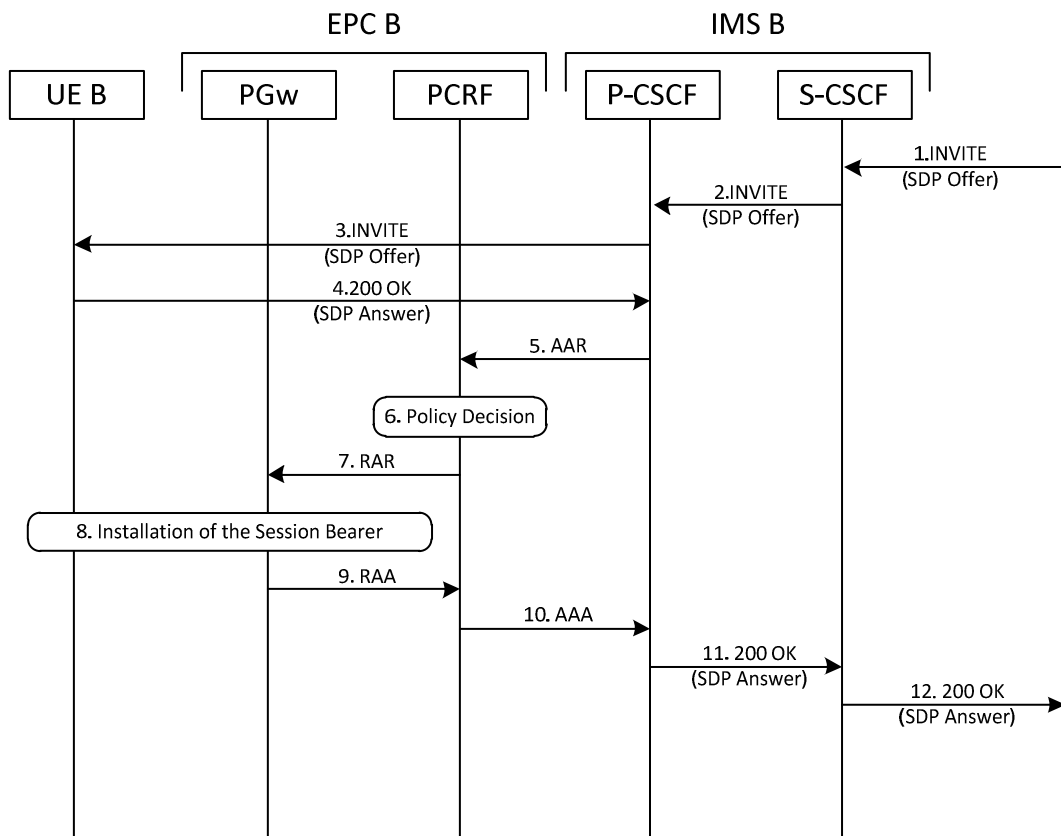 EPC B
IMS B
UE B
PGw
PCRF
P-CSCF
S-CSCF
1.INVITE
(SDP Offer)
2.INVITE
(SDP Offer)
3.INVITE
(SDP Offer)
4.200 OK
(SDP Answer)
5. AAR
6. Policy Decision
7. RAR
8. Installation of the Session Bearer
9. RAA
10. AAA
11. 200 OK
(SDP Answer)
12. 200 OK
(SDP Answer)